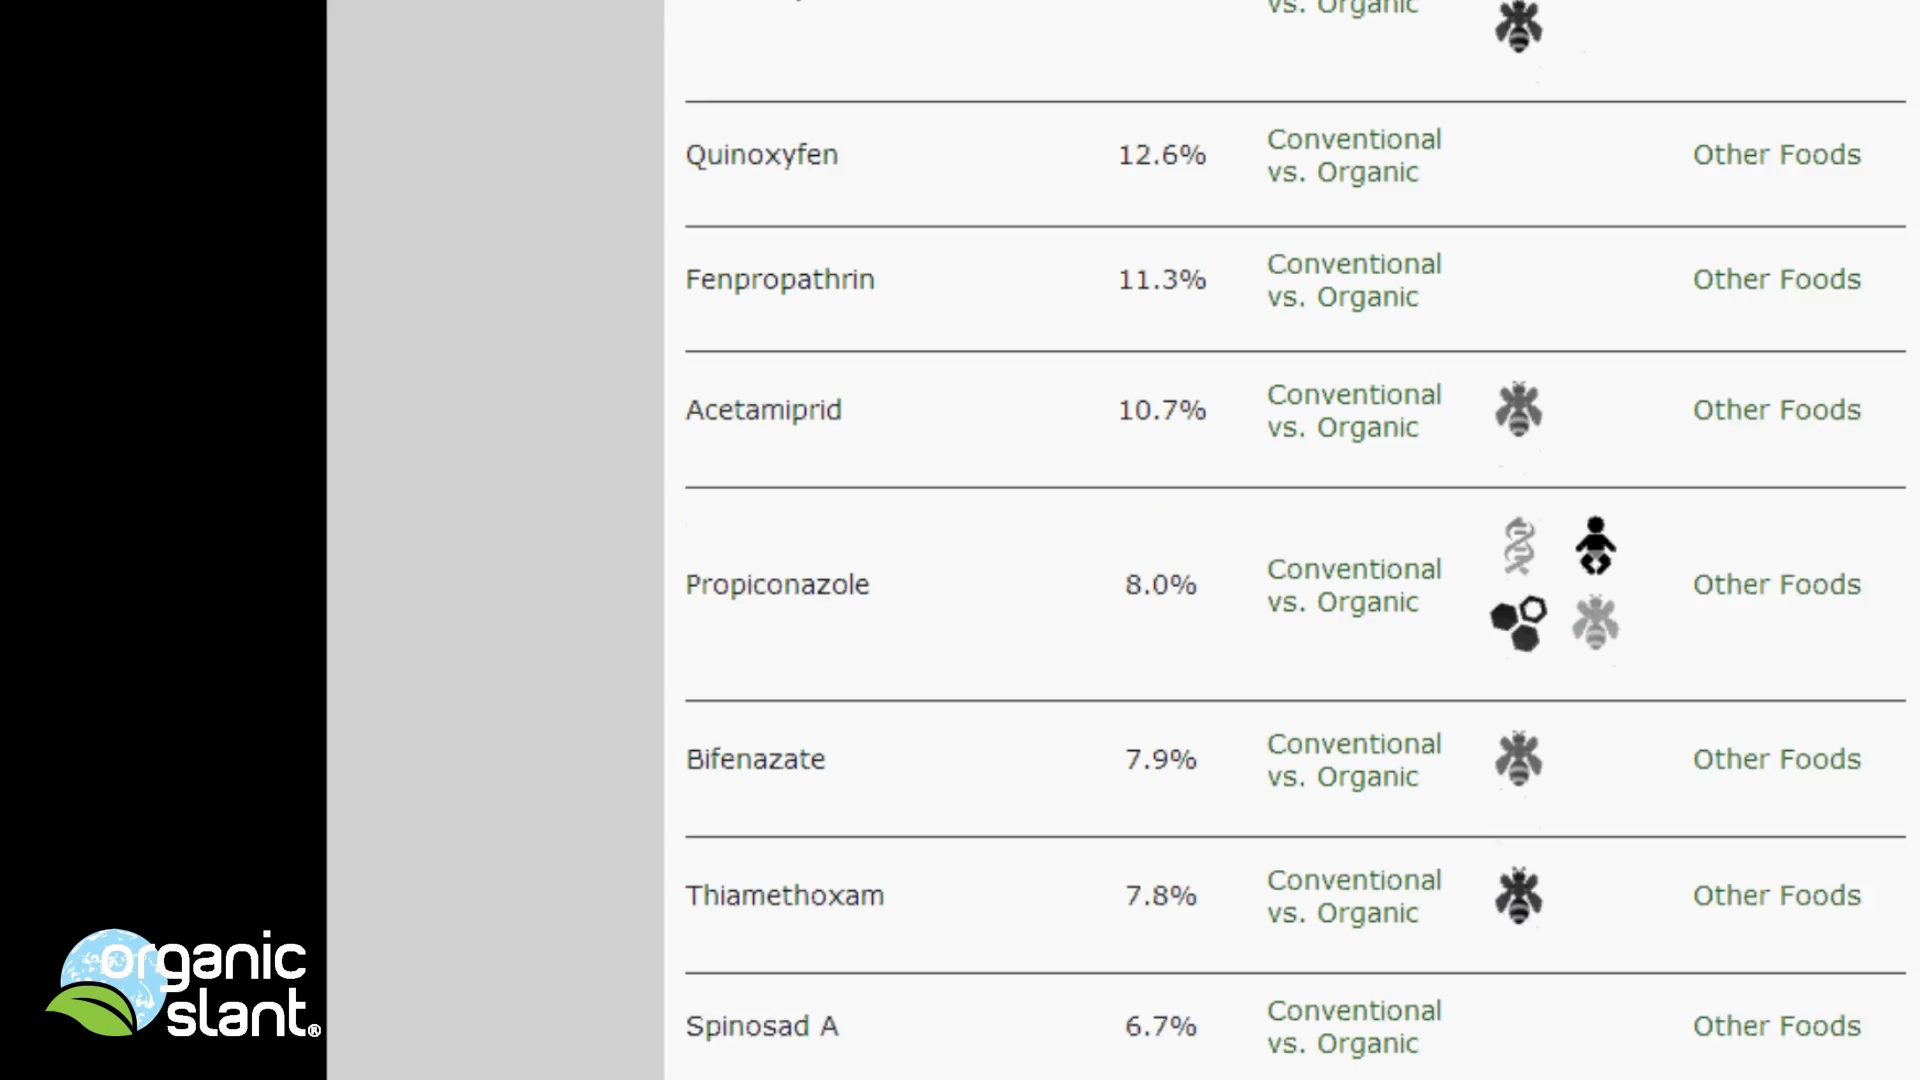 vs. Organic
Quinoxyfen 12.6% Conventional vs. Organic Other Foods
Fenpropathrin 11.3% Conventional vs. Organic Other Foods
Acetamiprid 10.7% Conventional vs. Organic Other Foods
Propiconazole 8.0% Conventional vs. Organic Other Foods
Bifenazate 7.9% Conventional vs. Organic Other Foods
Thiamethoxam 7.8% Conventional vs. Organic Other Foods
Spinosad A 6.7% Conventional vs. Organic Other Foods
organic
slant®